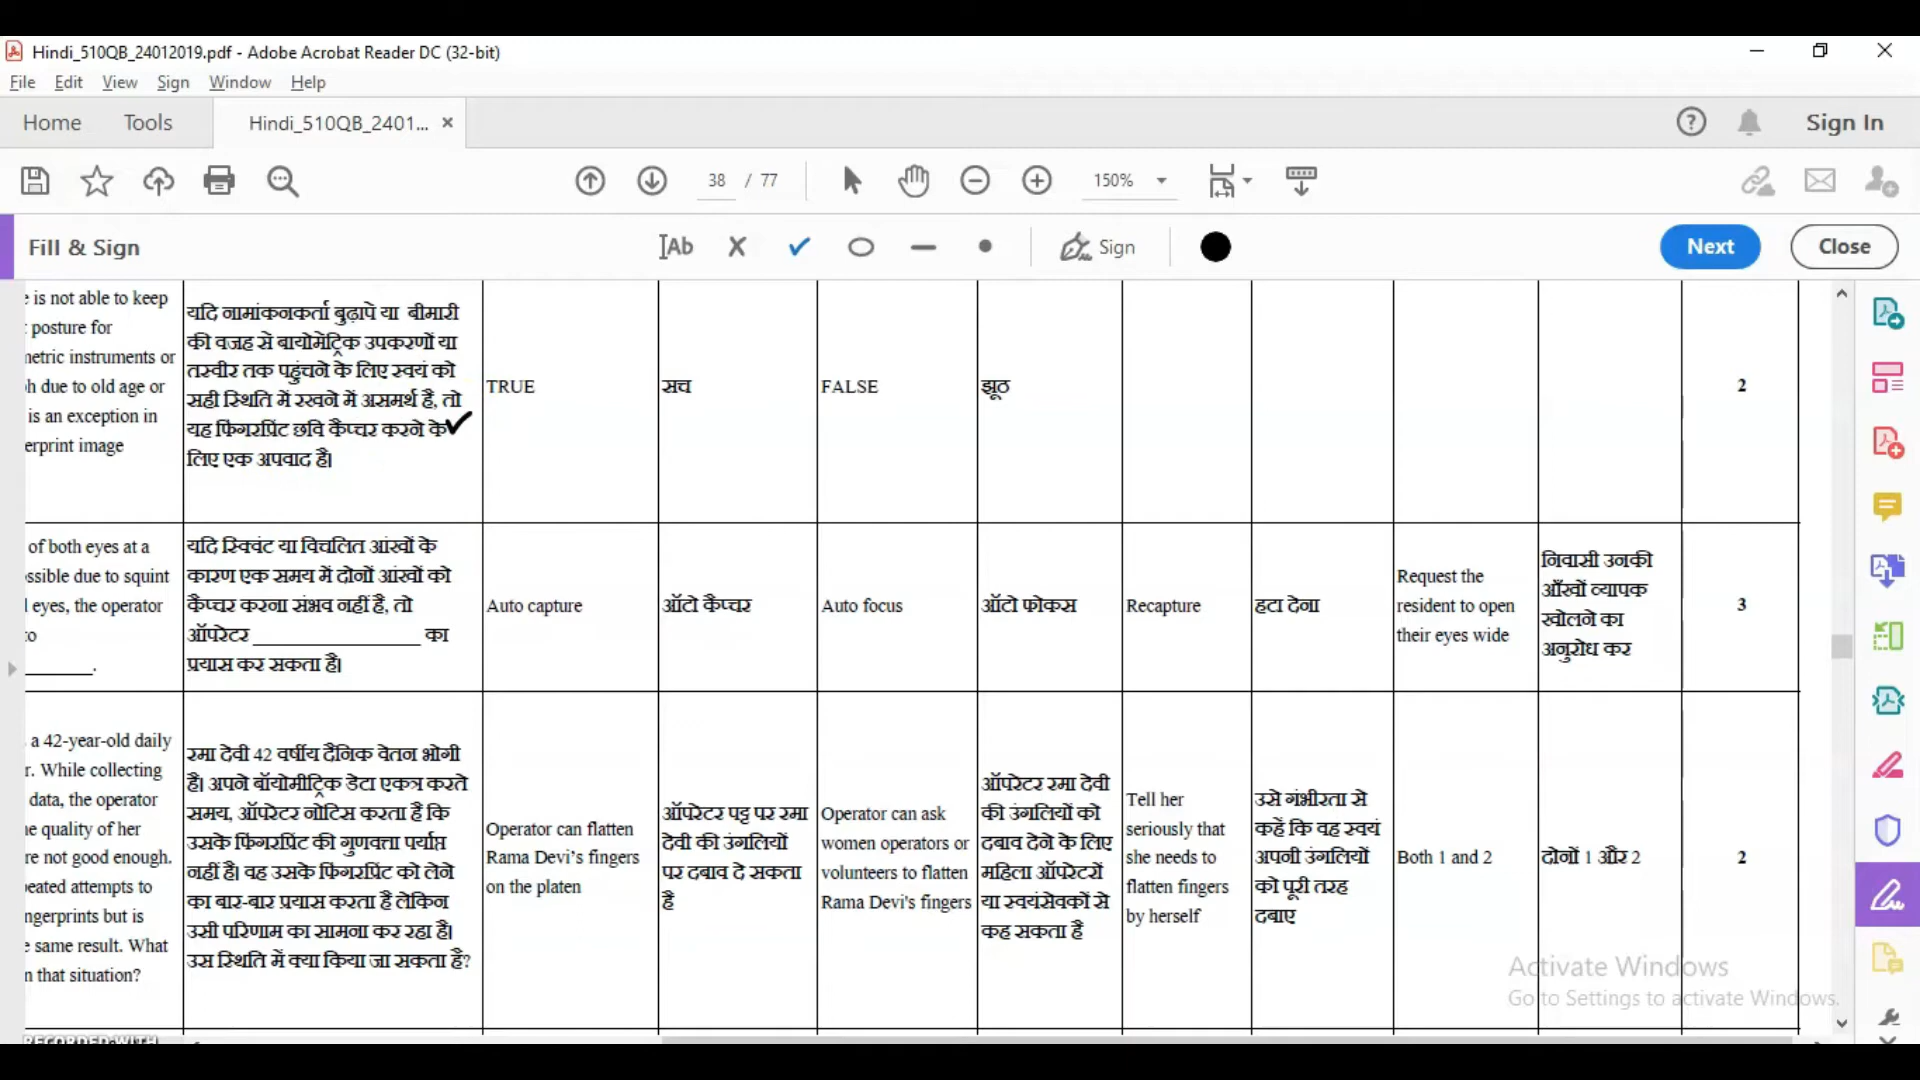 Hindi_510QB_24012019.pdf - Adobe Acrobat Reader DC (32-bit)
File Edit View Sign Window Help
Home Tools Hindi_510QB_2401... × Sign In
38 / 77 150%
Fill & Sign Ab Sign Next Close
is not able to keep
posture for
etric instruments or
due to old age or
is an exception in
erprint image
यदि नामांकनकर्ता बुढ़ापे या बीमारी
की वजह से बायोमेट्रिक उपकरणों या
तस्वीर तक पहुंचने के लिए स्वयं को
सही स्थिति में रखने में असमर्थ है, तो
यह फिंगरप्रिंट छवि कैप्चर करने के
लिए एक अपवाद है।
TRUE
सच
FALSE
झूठ
2
of both eyes at a
ssible due to squint
eyes, the operator
to
________.
यदि स्क्विंट या विचलित आंखों के
कारण एक समय में दोनों आंखों को
कैप्चर करना संभव नहीं है, तो
ऑपरेटर ________________ का
प्रयास कर सकता है।
Auto capture
ऑटो कैप्चर
Auto focus
ऑटो फोकस
Recapture
हटा देना
Request the
resident to open
their eyes wide
निवासी उनकी
आँखों व्यापक
खोलने का
अनुरोध कर
3
a 42-year-old daily
r. While collecting
data, the operator
e quality of her
re not good enough.
eated attempts to
ngerprints but is
same result. What
n that situation?
रमा देवी 42 वर्षीय दैनिक वेतन भोगी
है। अपने बॉयोमीट्रिक डेटा एकत्र करते
समय, ऑपरेटर नोटिस करता है कि
उसके फिंगरप्रिंट की गुणवत्ता पर्याप्त
नहीं है। वह उसके फिंगरप्रिंट को लेने
का बार-बार प्रयास करता है लेकिन
उसी परिणाम का सामना कर रहा है।
उस स्थिति में क्या किया जा सकता है?
Operator can flatten
Rama Devi’s fingers
on the platen
ऑपरेटर पट्ट पर रमा
देवी की उंगलियों
पर दबाव दे सकता
है
Operator can ask
women operators or
volunteers to flatten
Rama Devi's fingers
ऑपरेटर रमा देवी
की उंगलियों को
दबाव देने के लिए
महिला ऑपरेटरों
या स्वयंसेवकों से
कह सकता है
Tell her
seriously that
she needs to
flatten fingers
by herself
उसे गंभीरता से
कहें कि वह स्वयं
अपनी उंगलियों
को पूरी तरह
दबाए
Both 1 and 2
दोनों 1 और 2
2
Activate Windows
Go to Settings to activate Windows.
RECORDED WITH